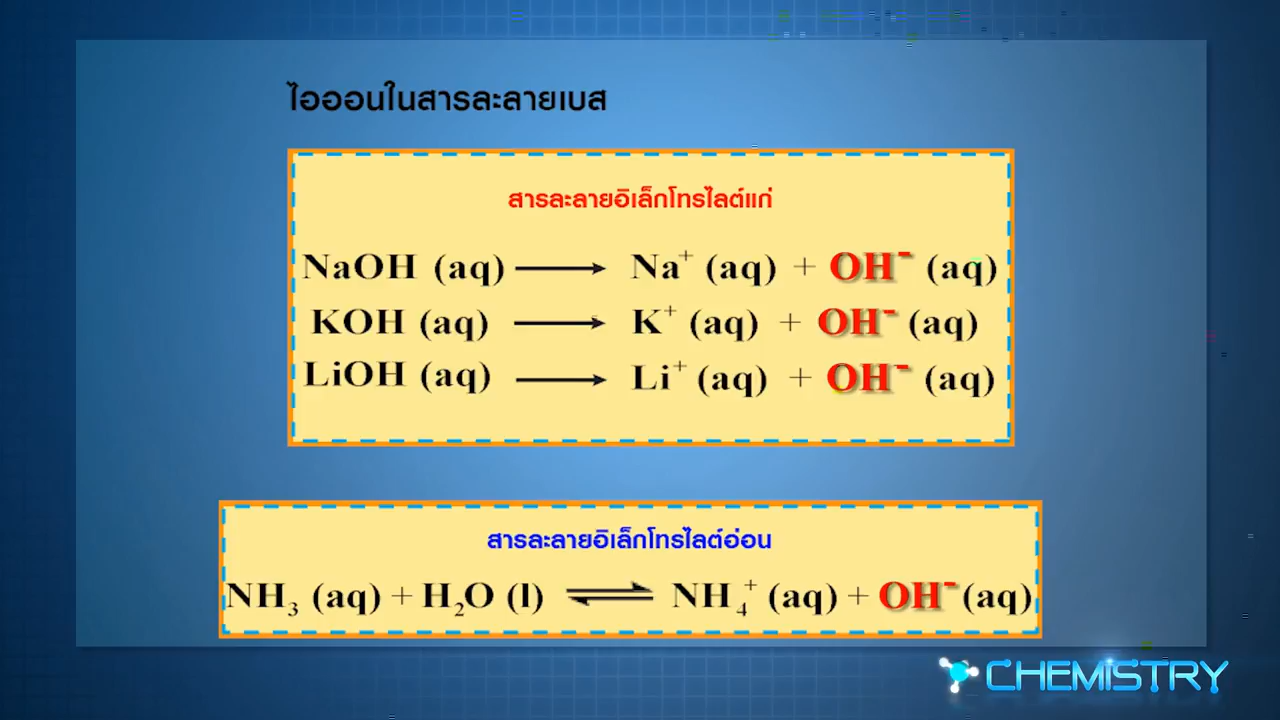 ไอออนในสารละลายเบส
สารละลายอิเล็กโทรไลต์แก่
NaOH (aq) ⟶ Na⁺ (aq) + OH⁻ (aq)
KOH (aq) ⟶ K⁺ (aq) + OH⁻ (aq)
LiOH (aq) ⟶ Li⁺ (aq) + OH⁻ (aq)
สารละลายอิเล็กโทรไลต์อ่อน
NH₃ (aq) + H₂O (l) ⇌ NH₄⁺ (aq) + OH⁻ (aq)
CHEMISTRY